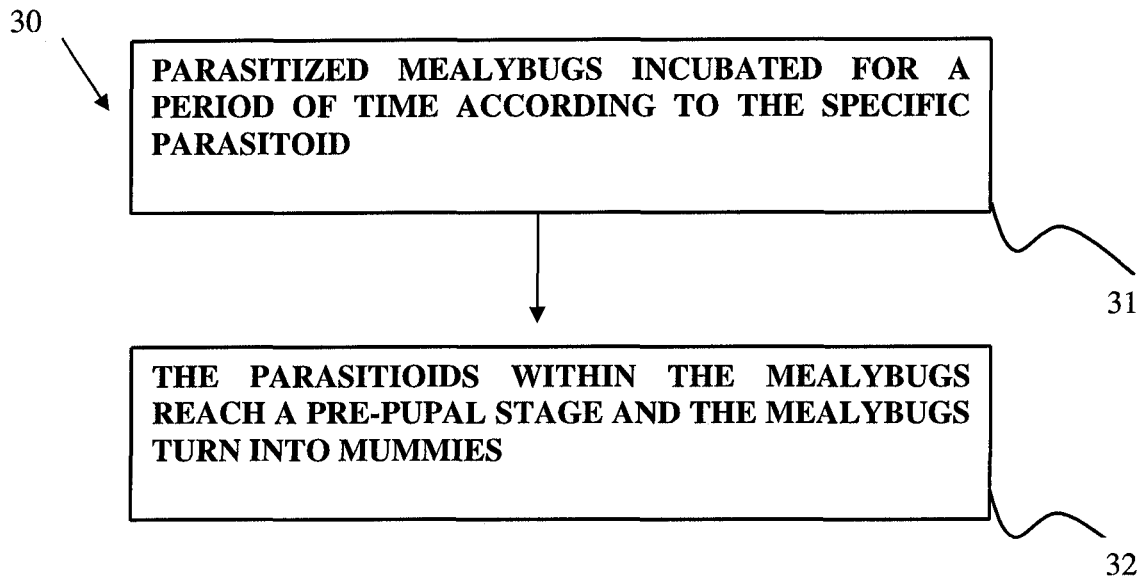 30
PARASITIZED MEALYBUGS INCUBATED FOR A
PERIOD OF TIME ACCORDING TO THE SPECIFIC
PARASITOID
31
THE PARASITIOIDS WITHIN THE MEALYBUGS
REACH A PRE-PUPAL STAGE AND THE MEALYBUGS
TURN INTO MUMMIES
32